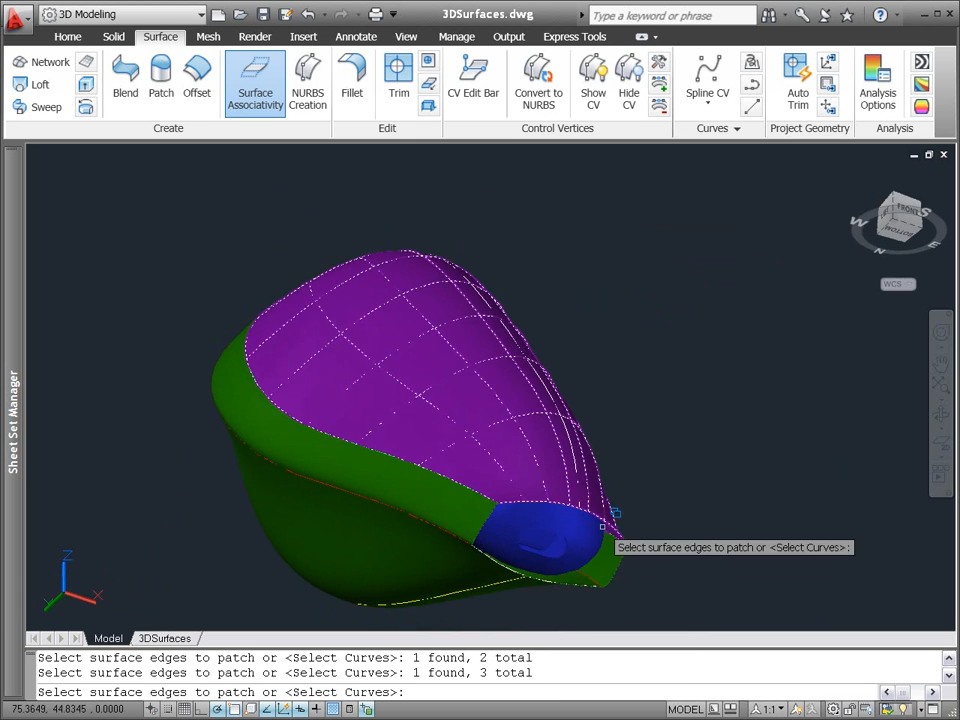 3D Modeling
3DSurfaces.dwg
Type a keyword or phrase
Home Solid Surface Mesh Render Insert Annotate View Manage Output Express Tools
Network
Loft
Sweep
Blend
Patch
Offset
Surface
Associativity
NURBS
Creation
Fillet
Trim
CV Edit Bar
Convert to
NURBS
Show
CV
Hide
CV
Spline CV
Auto
Trim
Analysis
Options
Create Edit Control Vertices Curves Project Geometry Analysis
FRONT
BOTTOM
W S E N
WCS
Sheet Set Manager
Select surface edges to patch or <Select Curves>:
Z
X
Y
Model 3DSurfaces
Select surface edges to patch or <Select Curves>: 1 found, 2 total
Select surface edges to patch or <Select Curves>: 1 found, 3 total
Select surface edges to patch or <Select Curves>:
75.3649, 44.8345 , 0.0000
MODEL
1:1